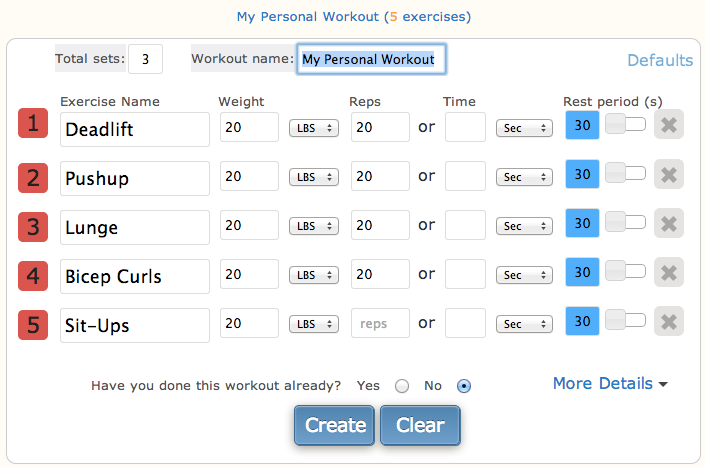 My Personal Workout (5 exercises)
Total sets: 3 Workout name: My Personal Workout Defaults
Exercise Name Weight Reps Time Rest period (s)
1 Deadlift 20 LBS 20 or Sec 30
2 Pushup 20 LBS 20 or Sec 30
3 Lunge 20 LBS 20 or Sec 30
4 Bicep Curls 20 LBS 20 or Sec 30
5 Sit-Ups 20 LBS reps or Sec 30
Have you done this workout already? Yes No More Details
Create Clear